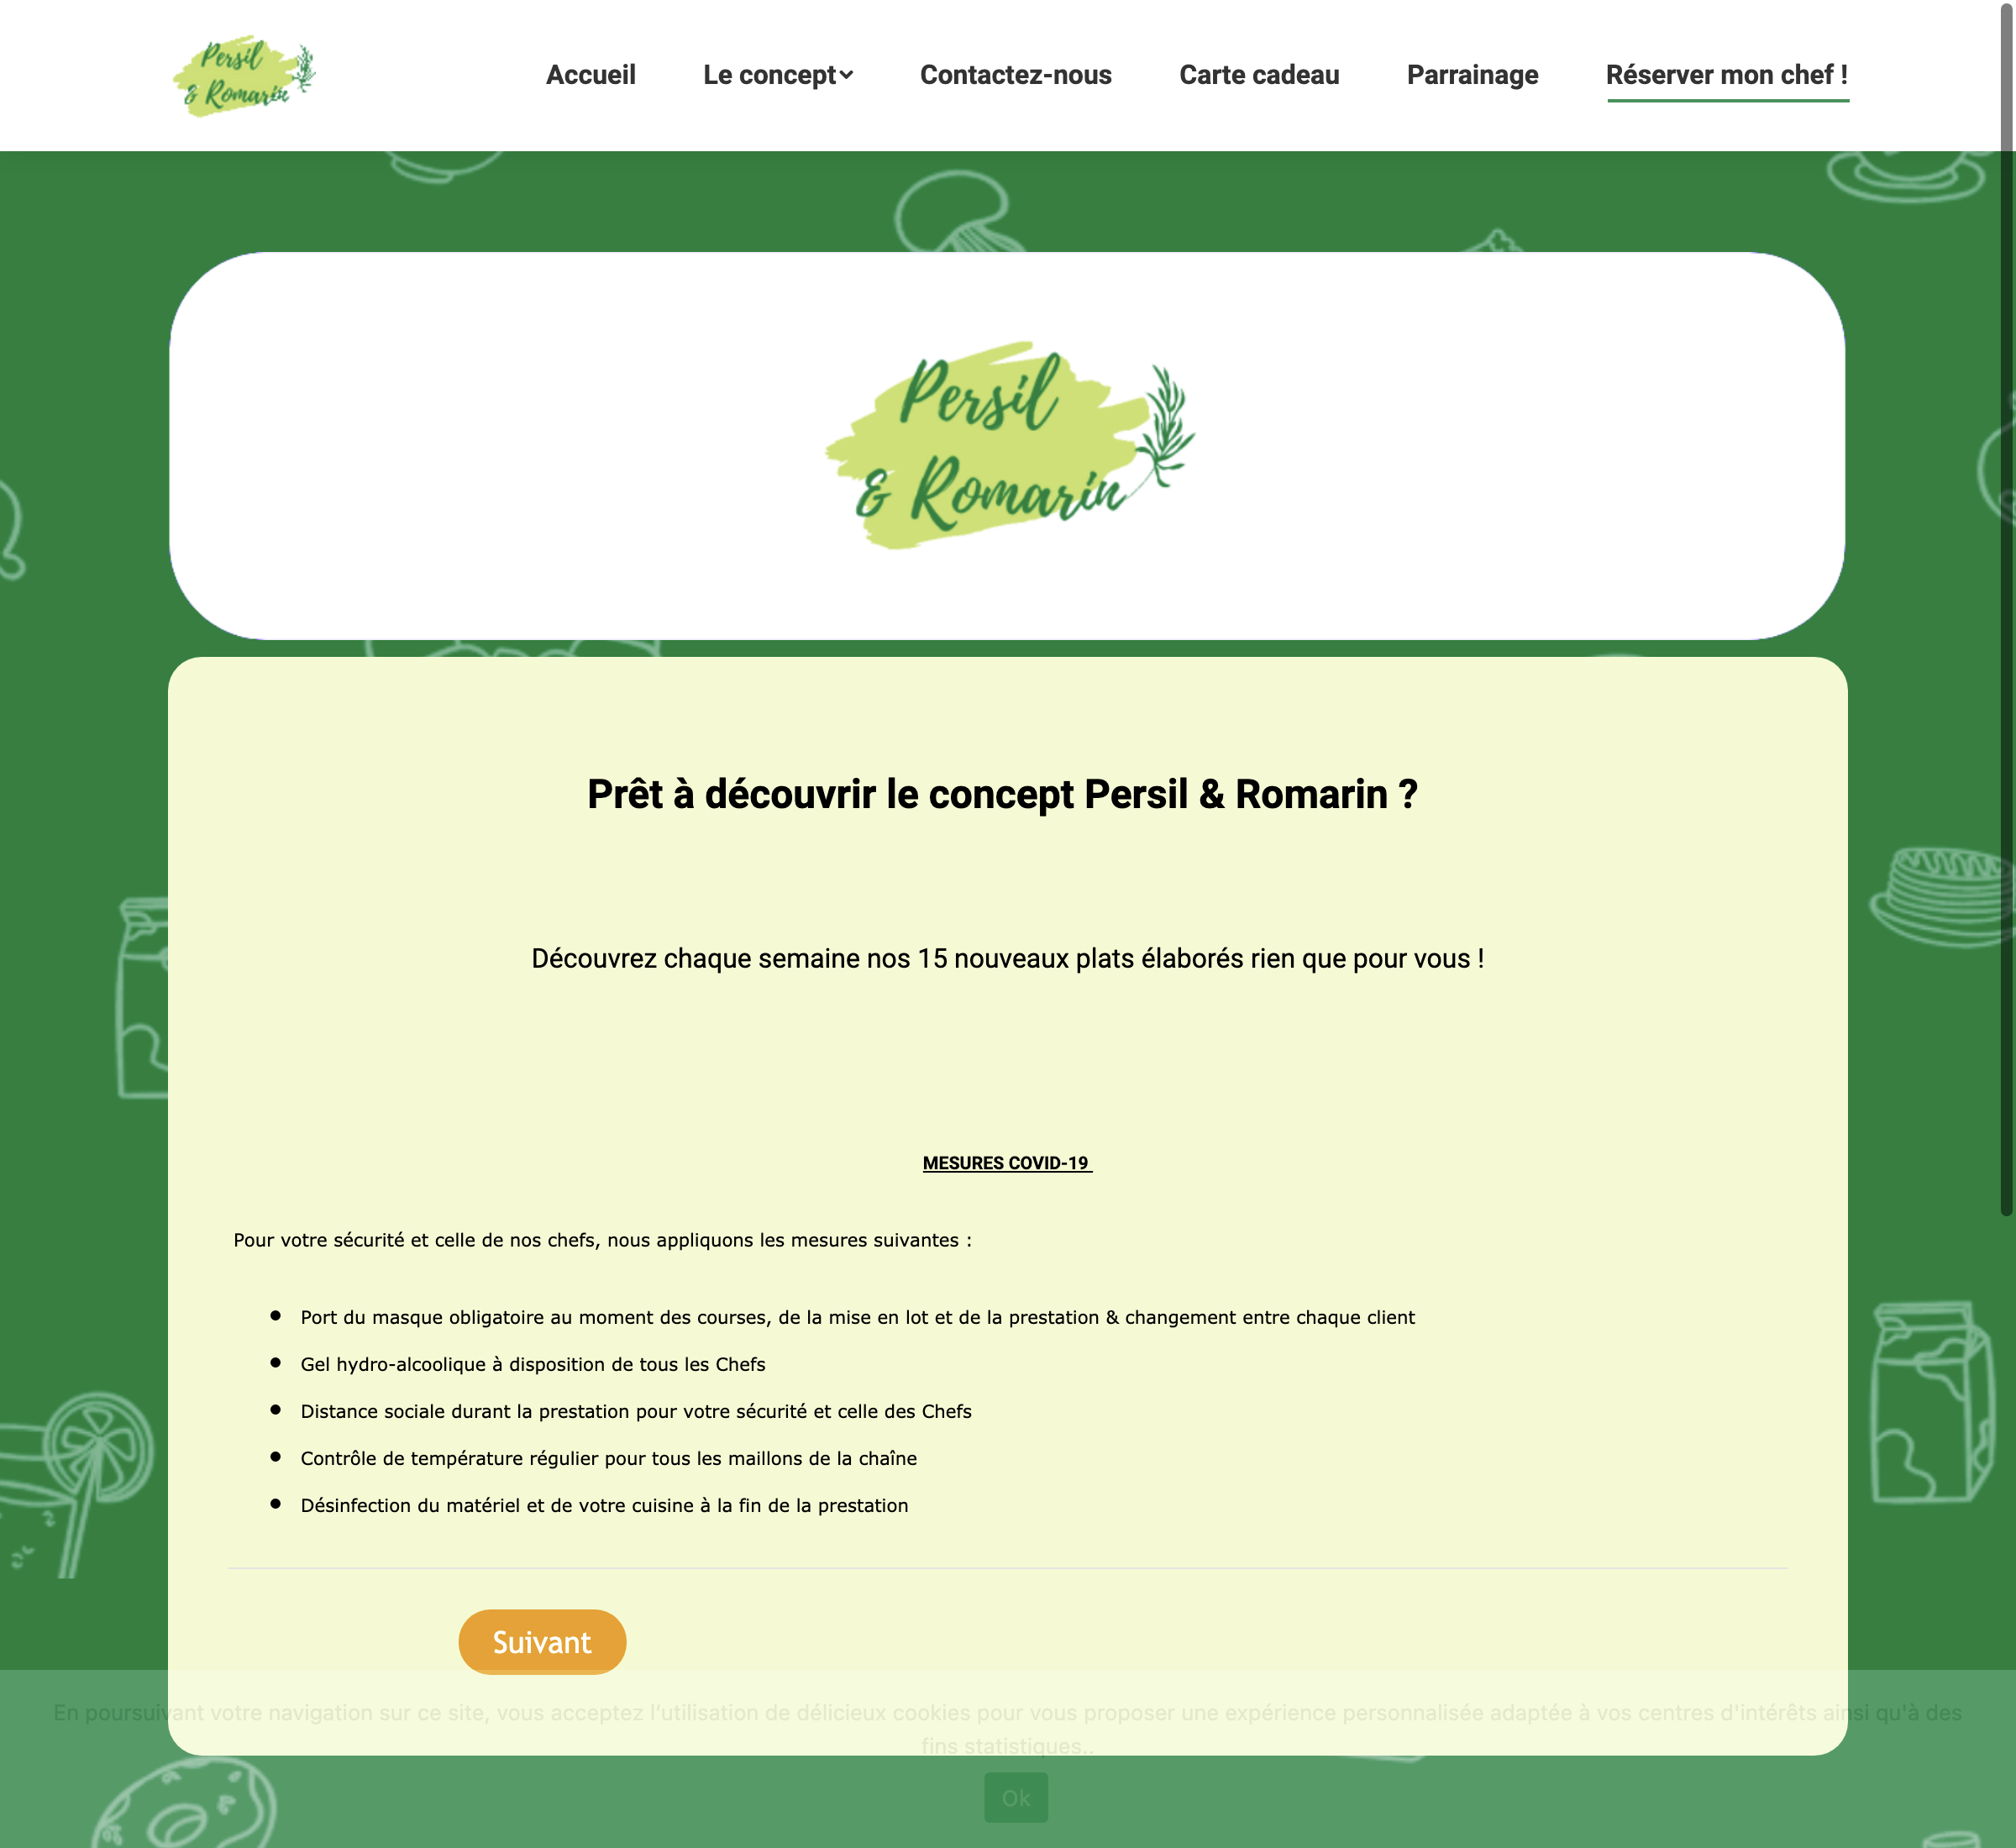 Persil
& Romarin
Accueil Le concept Contactez-nous Carte cadeau Parrainage Réserver mon chef !
Persil
& Romarin
Prêt à découvrir le concept Persil & Romarin ?
Découvrez chaque semaine nos 15 nouveaux plats élaborés rien que pour vous !
MESURES COVID-19
Pour votre sécurité et celle de nos chefs, nous appliquons les mesures suivantes :
Port du masque obligatoire au moment des courses, de la mise en lot et de la prestation & changement entre chaque client
Gel hydro-alcoolique à disposition de tous les Chefs
Distance sociale durant la prestation pour votre sécurité et celle des Chefs
Contrôle de température régulier pour tous les maillons de la chaîne
Désinfection du matériel et de votre cuisine à la fin de la prestation
Suivant
En poursuivant votre navigation sur ce site, vous acceptez l’utilisation de délicieux cookies pour vous proposer une expérience personnalisée adaptée à vos centres d'intérêts ainsi qu'à des
fins statistiques..
Ok